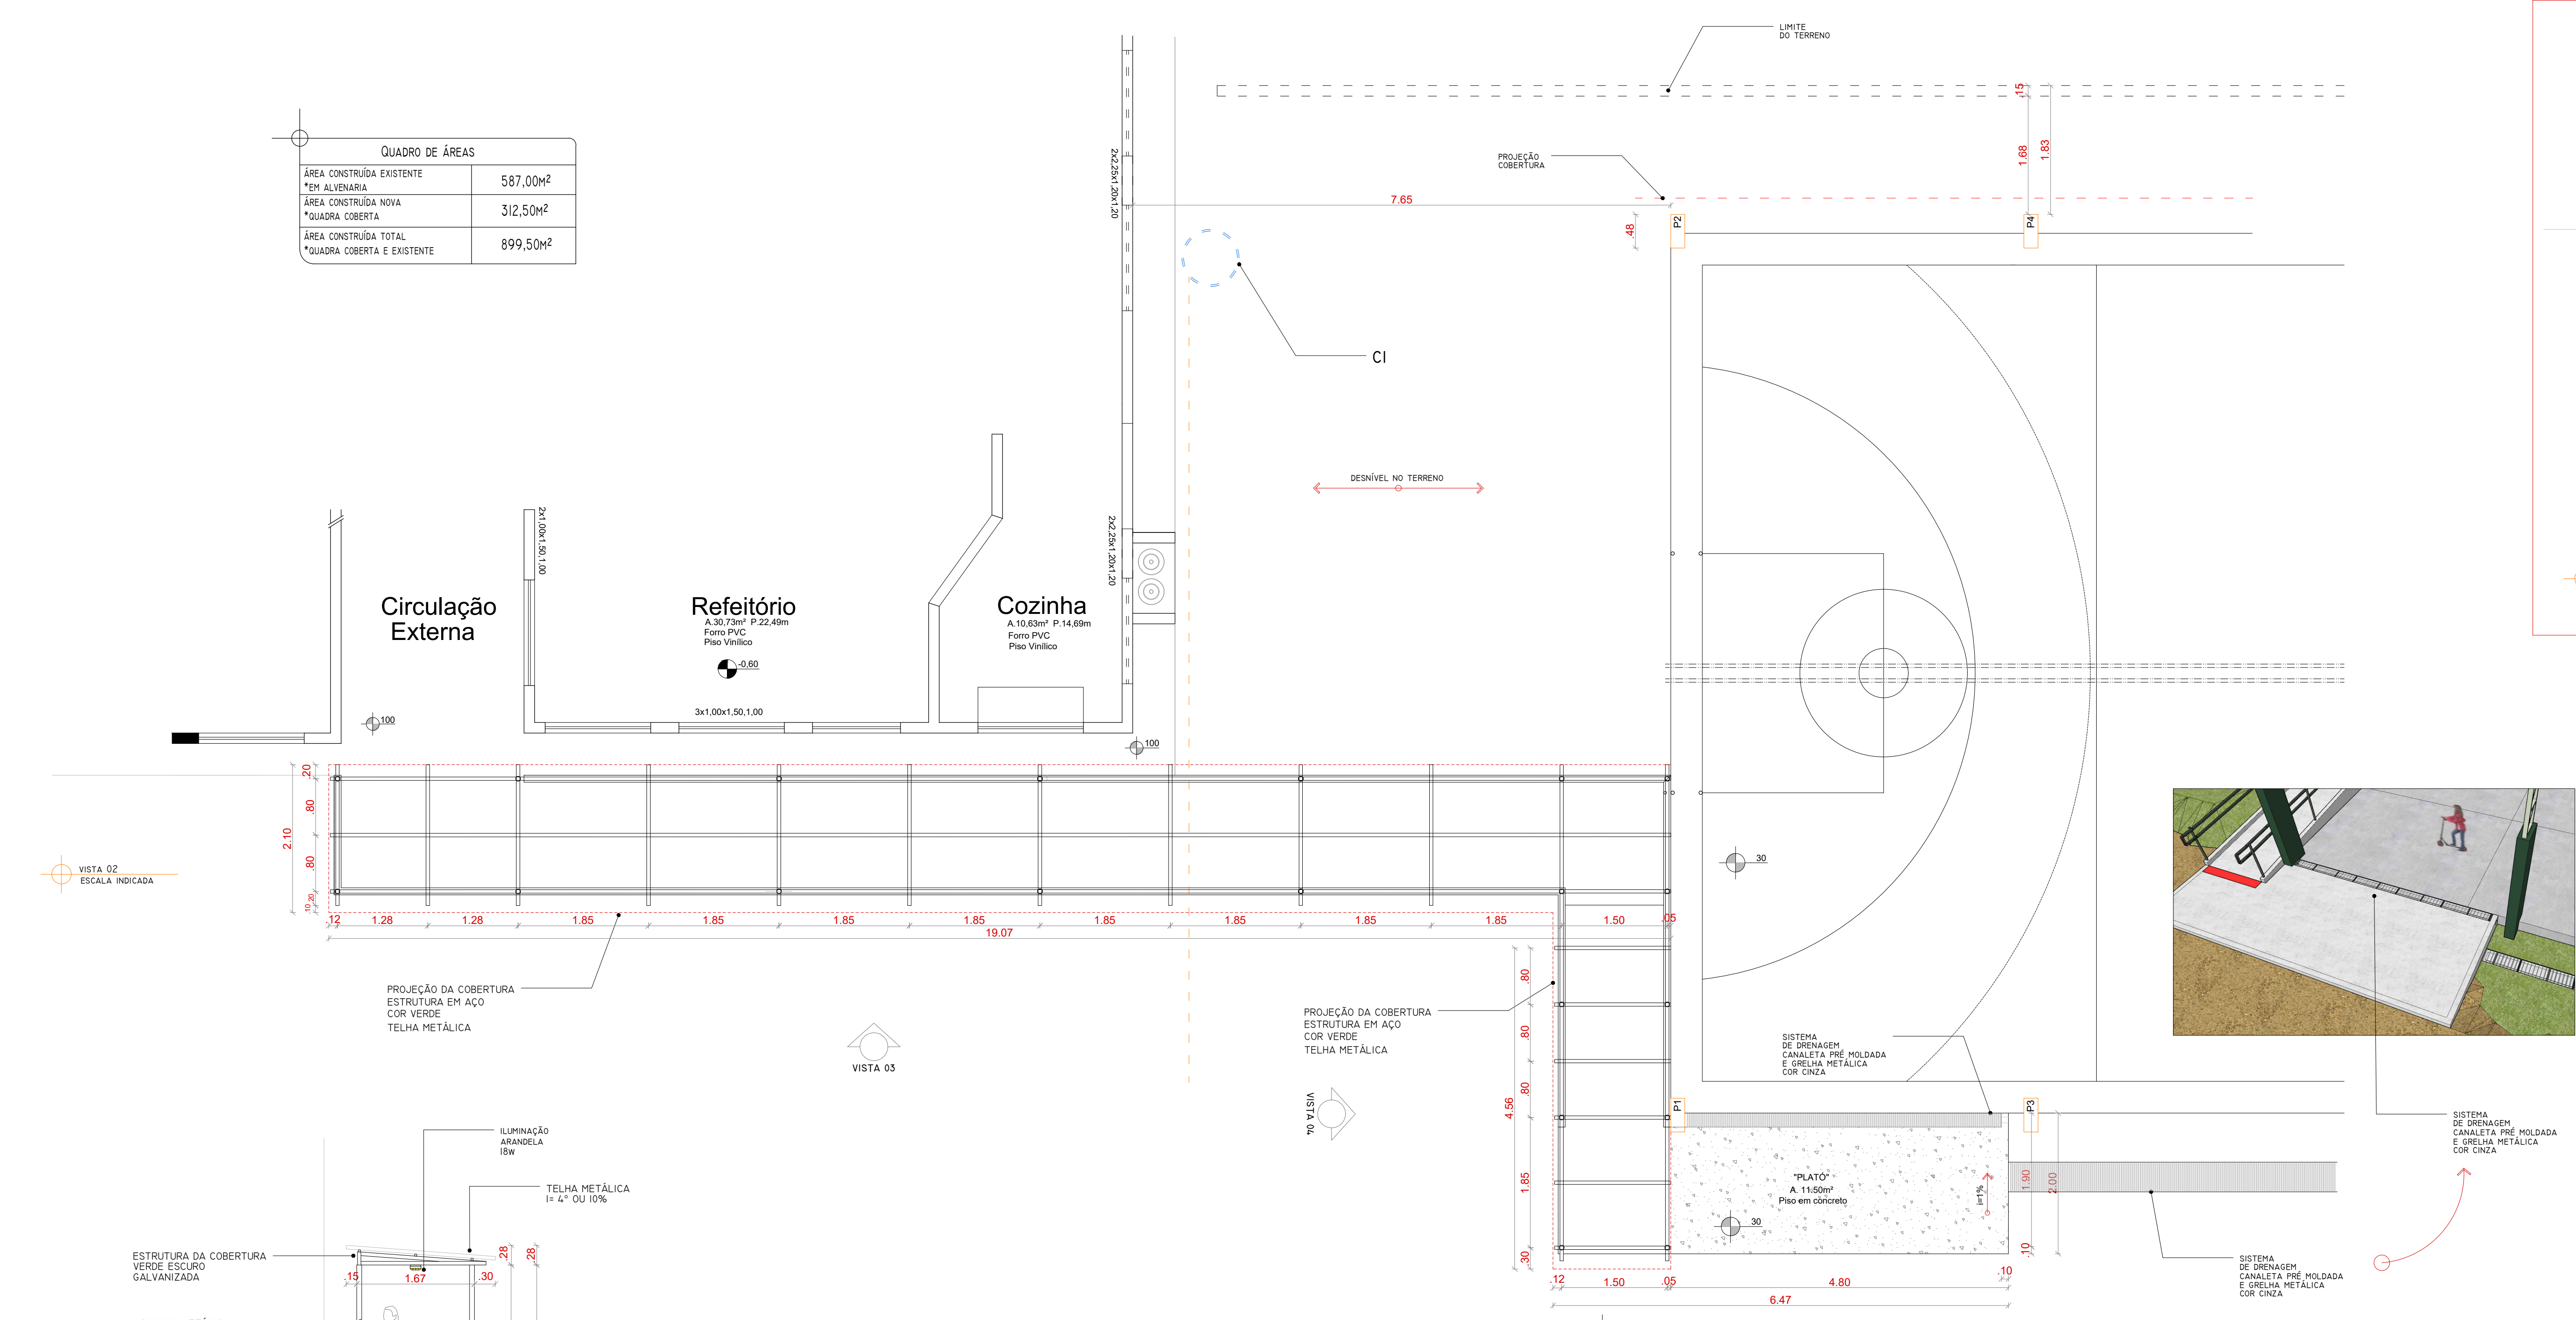 LIMITE
DO TERRENO
.15
1.68
1.83
PROJEÇÃO
COBERTURA
QUADRO DE ÁREAS
ÁREA CONSTRUÍDA EXISTENTE
*EM ALVENARIA
587,00M²
ÁREA CONSTRUÍDA NOVA
*QUADRA COBERTA
312,50M²
ÁREA CONSTRUÍDA TOTAL
*QUADRA COBERTA E EXISTENTE
899,50M²
2x2,25x1,20x1,20
7.65
.48
P2
P4
CI
DESNÍVEL NO TERRENO
2x1,00x1,50,1,00
2x2,25x1,20x1,20
Circulação
Externa
Refeitório
A.30,73m² P.22,49m
Forro PVC
Piso Vinílico
-0,60
Cozinha
A.10,63m² P.14,69m
Forro PVC
Piso Vinílico
3x1,00x1,50,1,00
100
100
.20
.80
2.10
.80
.20
.10
30
VISTA 02
ESCALA INDICADA
.12
1.28
1.28
1.85
1.85
1.85
1.85
1.85
1.85
1.85
1.85
1.50
.05
19.07
PROJEÇÃO DA COBERTURA
ESTRUTURA EM AÇO
COR VERDE
TELHA METÁLICA
VISTA 03
PROJEÇÃO DA COBERTURA
ESTRUTURA EM AÇO
COR VERDE
TELHA METÁLICA
VISTA 04
.80
.80
.80
4.56
1.85
.30
SISTEMA
DE DRENAGEM
CANALETA PRÉ MOLDADA
E GRELHA METÁLICA
COR CINZA
P1
P3
SISTEMA
DE DRENAGEM
CANALETA PRÉ MOLDADA
E GRELHA METÁLICA
COR CINZA
"PLATÔ"
A. 11.50m²
Piso em concreto
30
i=1%
1.90
2.00
.10
.10
SISTEMA
DE DRENAGEM
CANALETA PRÉ MOLDADA
E GRELHA METÁLICA
COR CINZA
.12
1.50
.05
4.80
6.47
ILUMINAÇÃO
ARANDELA
18W
TELHA METÁLICA
I= 4° OU 10%
ESTRUTURA DA COBERTURA
VERDE ESCURO
GALVANIZADA
.28
.28
.15
1.67
.30